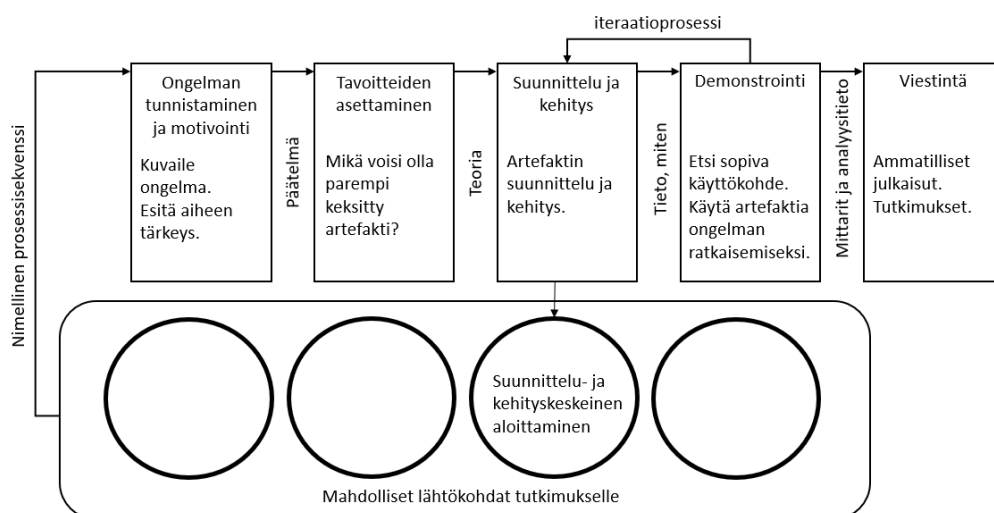 iteraatioprosessi
Nimellinen prosessisekvenssi
Ongelman
tunnistaminen
ja motivointi
Kuvaile
ongelma.
Esitä aiheen
tärkeys.
Päätelmä
Tavoitteiden
asettaminen
Mikä voisi olla
parempi
keksitty
artefakti?
Teoria
Suunnittelu ja
kehitys
Artefaktin
suunnittelu ja
kehitys.
Tieto, miten
Demonstrointi
Etsi sopiva
käyttökohde.
Käytä artefaktia
ongelman
ratkaisemiseksi.
Mittarit ja analyysitieto
Viestintä
Ammatilliset
julkaisut.
Tutkimukset.
Suunnittelu- ja
kehityskeskeinen
aloittaminen
Mahdolliset lähtökohdat tutkimukselle